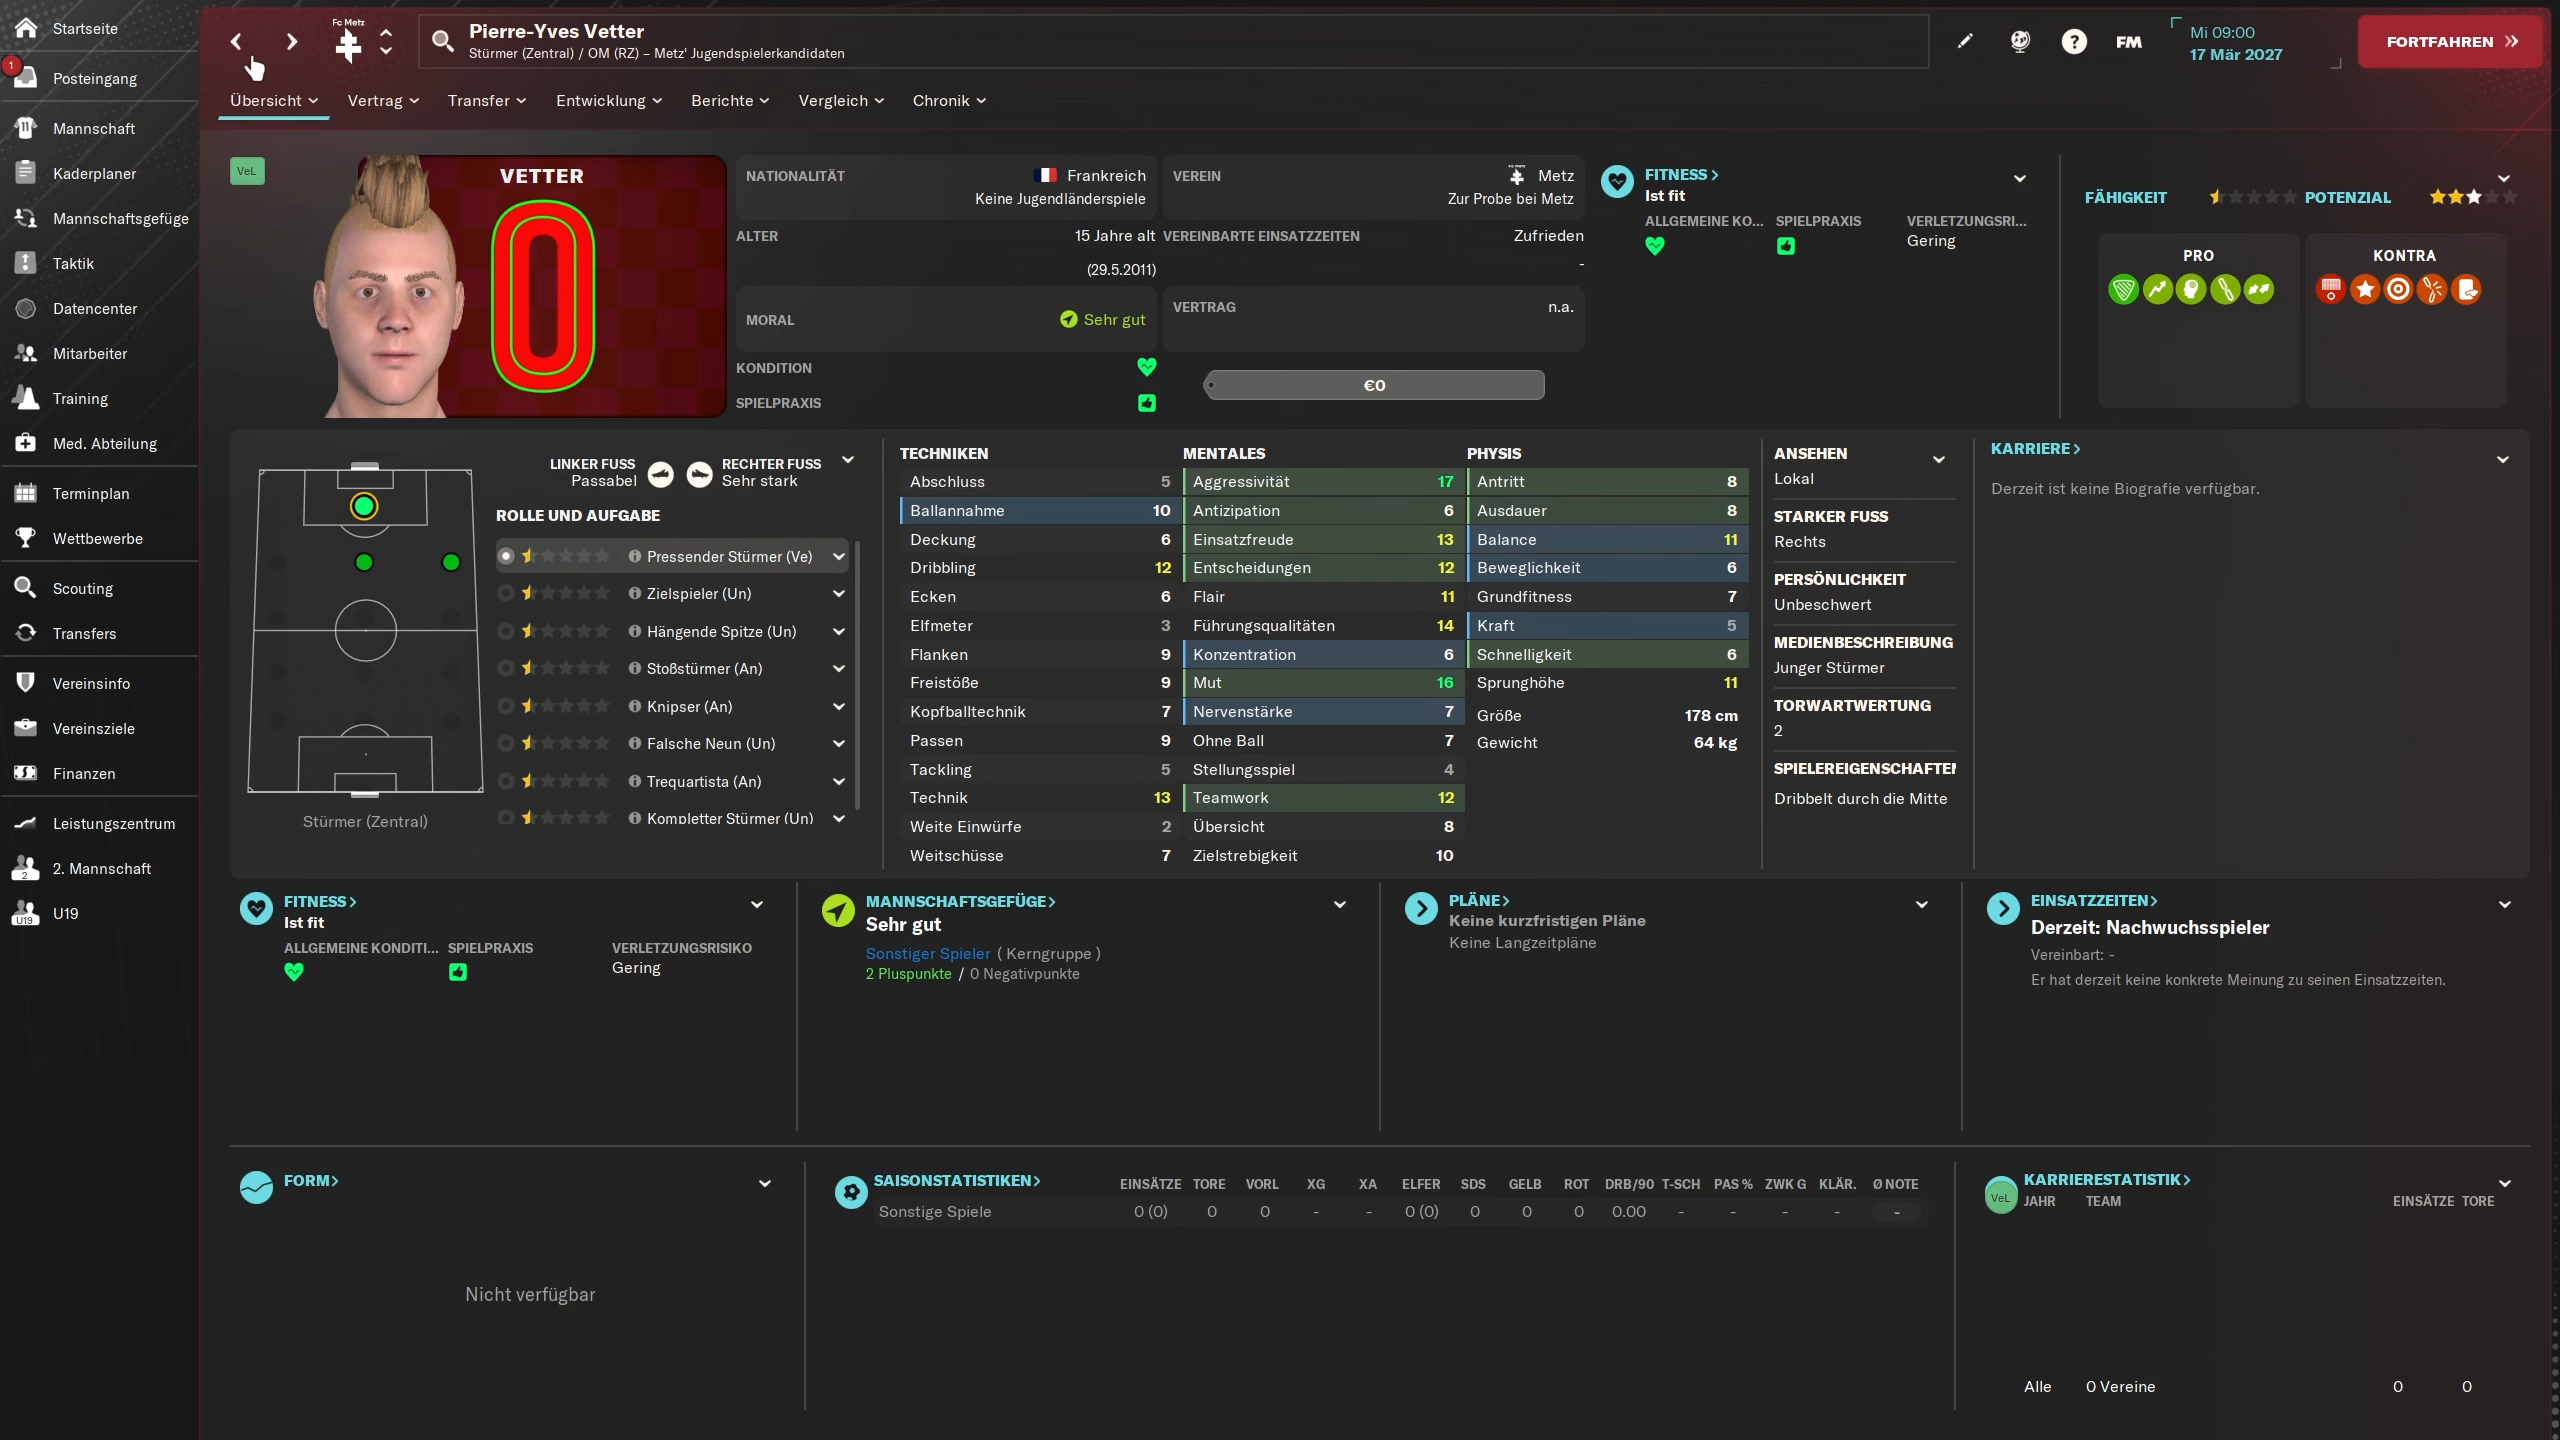 Startseite
1
Posteingang
Mannschaft
Kaderplaner
Mannschaftsgefüge
Taktik
Datencenter
Mitarbeiter
Training
Med. Abteilung
Terminplan
Wettbewerbe
Scouting
Transfers
Vereinsinfo
Vereinsziele
Finanzen
Leistungszentrum
2. Mannschaft
U19
Fc Metz
Pierre-Yves Vetter
Stürmer (Zentral) / OM (RZ) – Metz' Jugendspielerkandidaten
?
FM
Mi 09:00
17 Mär 2027
FORTFAHREN
Übersicht Vertrag Transfer Entwicklung Berichte Vergleich Chronik
VeL
VETTER
0
NATIONALITÄT Frankreich
Keine Jugendländerspiele
ALTER 15 Jahre alt
(29.5.2011)
MORAL Sehr gut
KONDITION
SPIELPRAXIS
VEREIN Metz
Zur Probe bei Metz
VEREINBARTE EINSATZZEITEN Zufrieden
-
VERTRAG n.a.
€0
FITNESS
Ist fit
ALLGEMEINE KO... SPIELPRAXIS VERLETZUNGSRI...
Gering
FÄHIGKEIT POTENZIAL
PRO KONTRA
LINKER FUSS
Passabel
RECHTER FUSS
Sehr stark
ROLLE UND AUFGABE
Pressender Stürmer (Ve)
Zielspieler (Un)
Hängende Spitze (Un)
Stoßstürmer (An)
Knipser (An)
Falsche Neun (Un)
Trequartista (An)
Kompletter Stürmer (Un)
Stürmer (Zentral)
TECHNIKEN
Abschluss 5
Ballannahme 10
Deckung 6
Dribbling 12
Ecken 6
Elfmeter 3
Flanken 9
Freistöße 9
Kopfballtechnik 7
Passen 9
Tackling 5
Technik 13
Weite Einwürfe 2
Weitschüsse 7
MENTALES
Aggressivität 17
Antizipation 6
Einsatzfreude 13
Entscheidungen 12
Flair 11
Führungsqualitäten 14
Konzentration 6
Mut 16
Nervenstärke 7
Ohne Ball 7
Stellungsspiel 4
Teamwork 12
Übersicht 8
Zielstrebigkeit 10
PHYSIS
Antritt 8
Ausdauer 8
Balance 11
Beweglichkeit 6
Grundfitness 7
Kraft 5
Schnelligkeit 6
Sprunghöhe 11
Größe 178 cm
Gewicht 64 kg
ANSEHEN
Lokal
STARKER FUSS
Rechts
PERSÖNLICHKEIT
Unbeschwert
MEDIENBESCHREIBUNG
Junger Stürmer
TORWARTWERTUNG
2
SPIELEREIGENSCHAFTEN
Dribbelt durch die Mitte
KARRIERE
Derzeit ist keine Biografie verfügbar.
FITNESS
Ist fit
ALLGEMEINE KONDITI... SPIELPRAXIS VERLETZUNGSRISIKO
Gering
MANNSCHAFTSGEFÜGE
Sehr gut
Sonstiger Spieler ( Kerngruppe )
2 Pluspunkte / 0 Negativpunkte
PLÄNE
Keine kurzfristigen Pläne
Keine Langzeitpläne
EINSATZZEITEN
Derzeit: Nachwuchsspieler
Vereinbart: -
Er hat derzeit keine konkrete Meinung zu seinen Einsatzzeiten.
FORM
Nicht verfügbar
SAISONSTATISTIKEN EINSÄTZE TORE VORL XG XA ELFER SDS GELB ROT DRB/90 T-SCH PAS % ZWK G KLÄR. Ø NOTE
Sonstige Spiele 0 (0) 0 0 - - 0 (0) 0 0 0 0.00 - - - - -
VeL
KARRIERESTATISTIK
JAHR TEAM EINSÄTZE TORE
Alle 0 Vereine 0 0